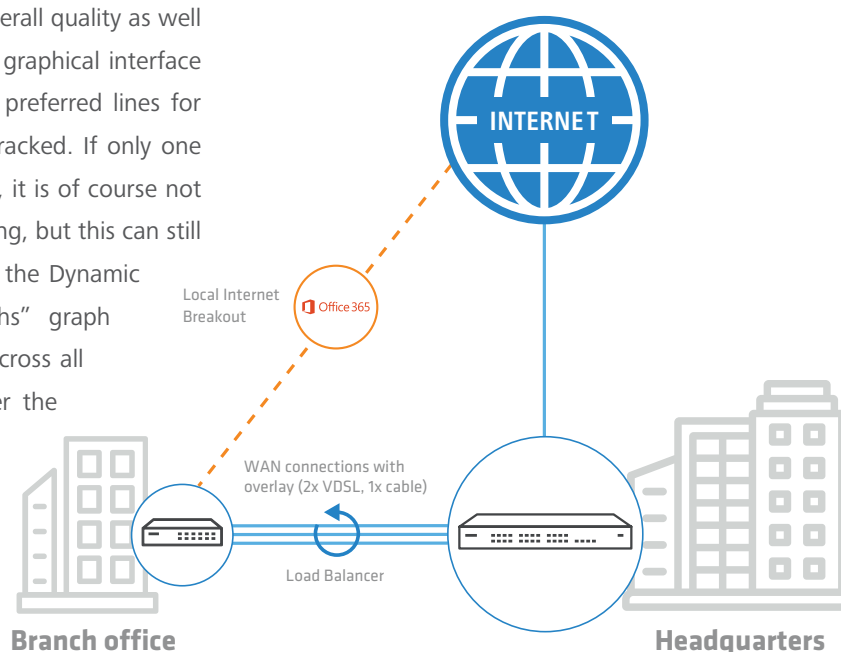 erall quality as well
graphical interface
preferred lines for
racked. If only one
, it is of course not
ng, but this can still
the Dynamic
hs” graph
cross all
er the
INTERNET
Local Internet
Breakout
Office 365
WAN connections with
overlay (2x VDSL, 1x cable)
Load Balancer
Branch office
Headquarters